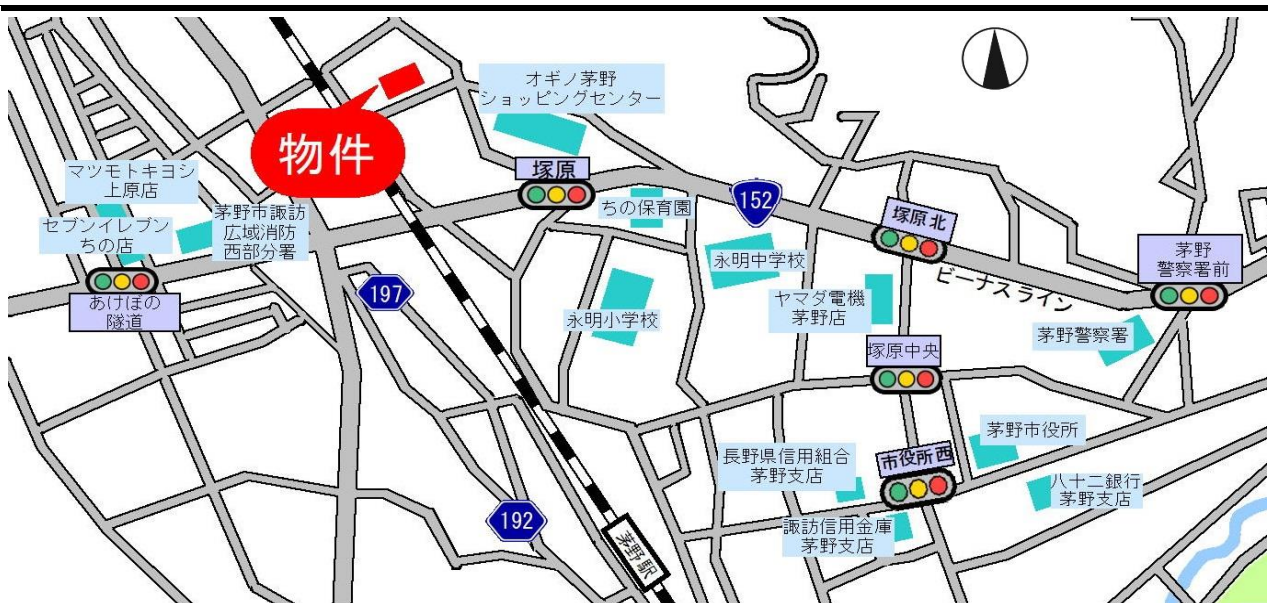 オギノ茅野
ショッピングセンター
物件
塚原
マツモトキヨシ
上原店
セブンイレブン
ちの店
茅野市諏訪
広域消防
西部分署
ちの保育園
152
塚原北
茅野
警察署前
永明中学校
ビーナスライン
197
あけぼの
隧道
永明小学校
ヤマダ電機
茅野店
茅野警察署
塚原中央
茅野市役所
長野県信用組合
茅野支店
市役所西
八十二銀行
茅野支店
192
諏訪信用金庫
茅野支店
茅野駅